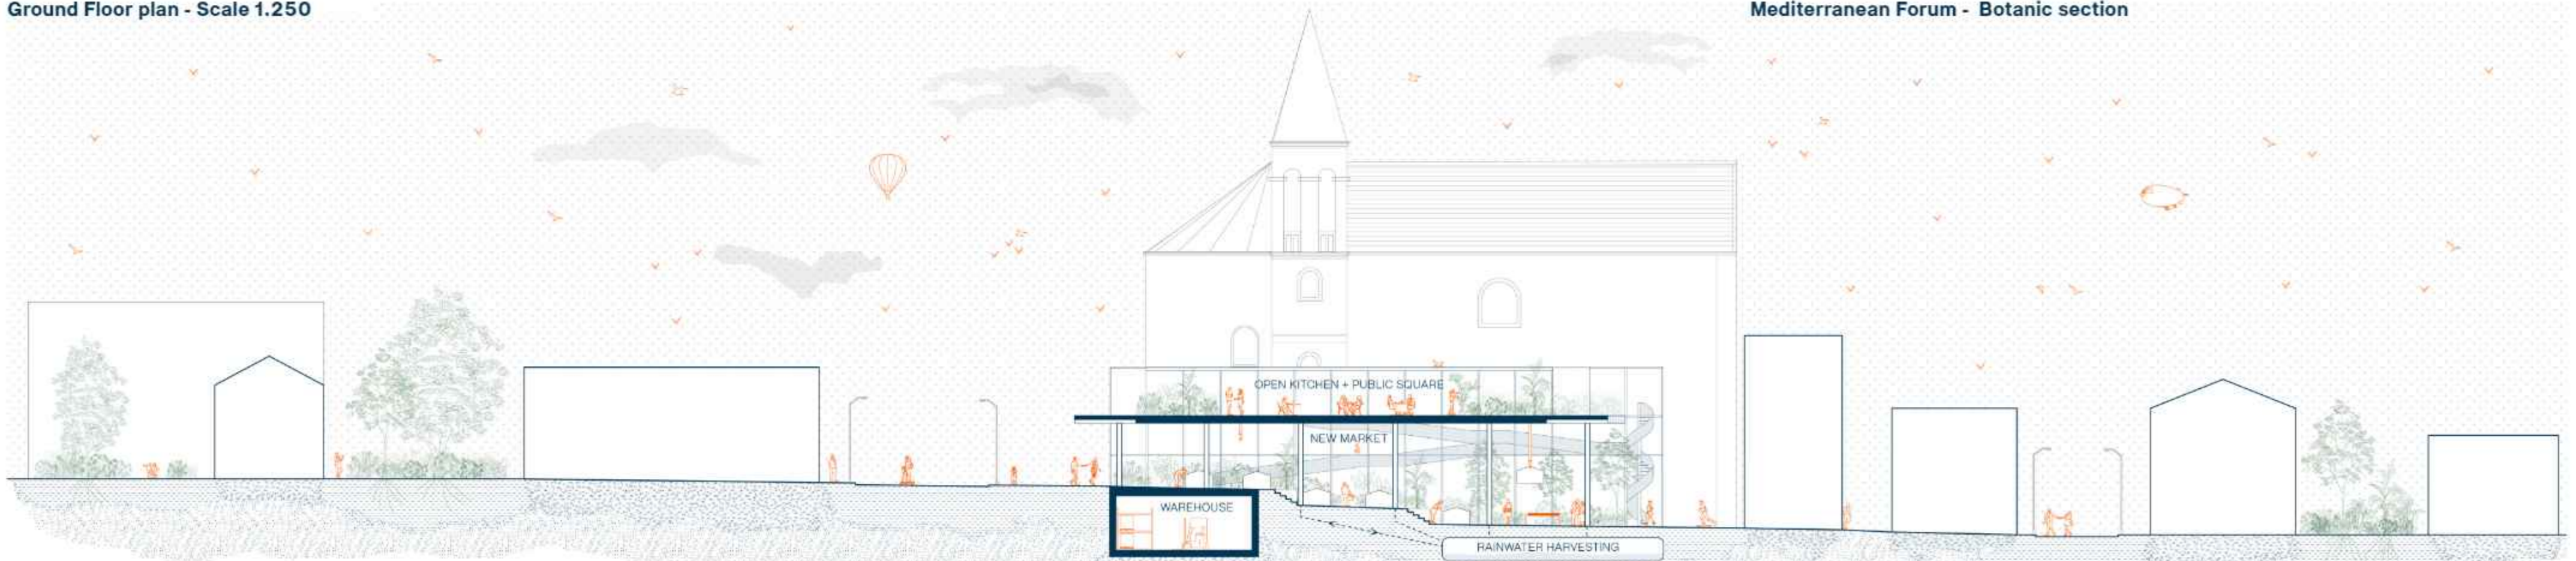 Ground Floor plan - Scale 1.250
Mediterranean Forum - Botanic section
OPEN KITCHEN + PUBLIC SQUARE
NEW MARKET
WAREHOUSE
RAINWATER HARVESTING